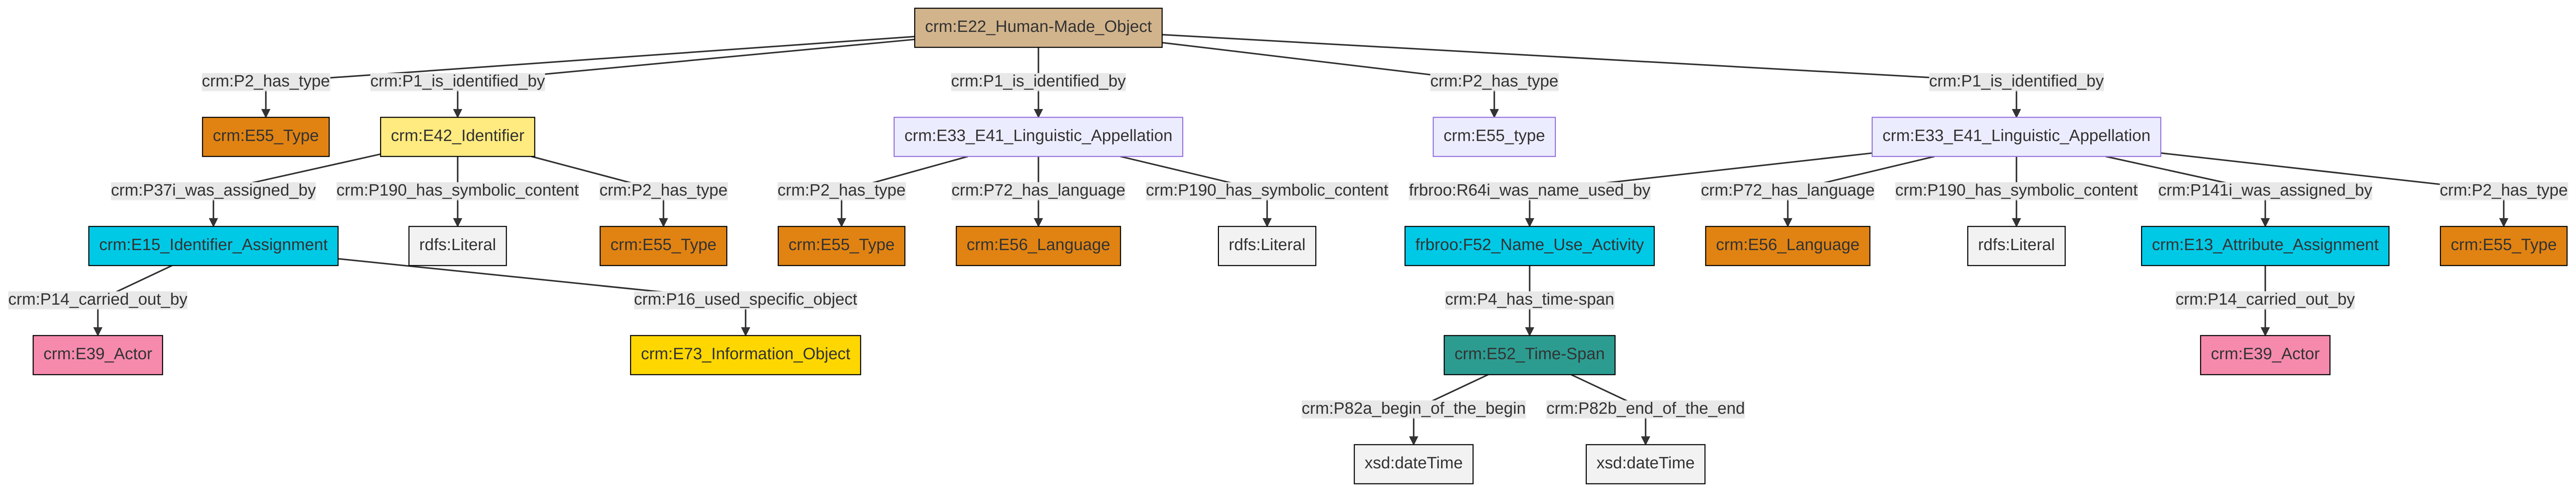 crm:E22_Human-Made_Object
crm:P2_has_type
crm:P1_is_identified_by
crm:P1_is_identified_by
crm:P2_has_type
crm:P1_is_identified_by
crm:E55_Type
crm:E42_Identifier
crm:E33_E41_Linguistic_Appellation
crm:E55_type
crm:E33_E41_Linguistic_Appellation
crm:P37i_was_assigned_by
crm:P190_has_symbolic_content
crm:P2_has_type
crm:P2_has_type
crm:P72_has_language
crm:P190_has_symbolic_content
frbroo:R64i_was_name_used_by
crm:P72_has_language
crm:P190_has_symbolic_content
crm:P141i_was_assigned_by
crm:P2_has_type
crm:E15_Identifier_Assignment
rdfs:Literal
crm:E55_Type
crm:E55_Type
crm:E56_Language
rdfs:Literal
frbroo:F52_Name_Use_Activity
crm:E56_Language
rdfs:Literal
crm:E13_Attribute_Assignment
crm:E55_Type
crm:P14_carried_out_by
crm:P16_used_specific_object
crm:P4_has_time-span
crm:P14_carried_out_by
crm:E39_Actor
crm:E73_Information_Object
crm:E52_Time-Span
crm:E39_Actor
crm:P82a_begin_of_the_begin
crm:P82b_end_of_the_end
xsd:dateTime
xsd:dateTime